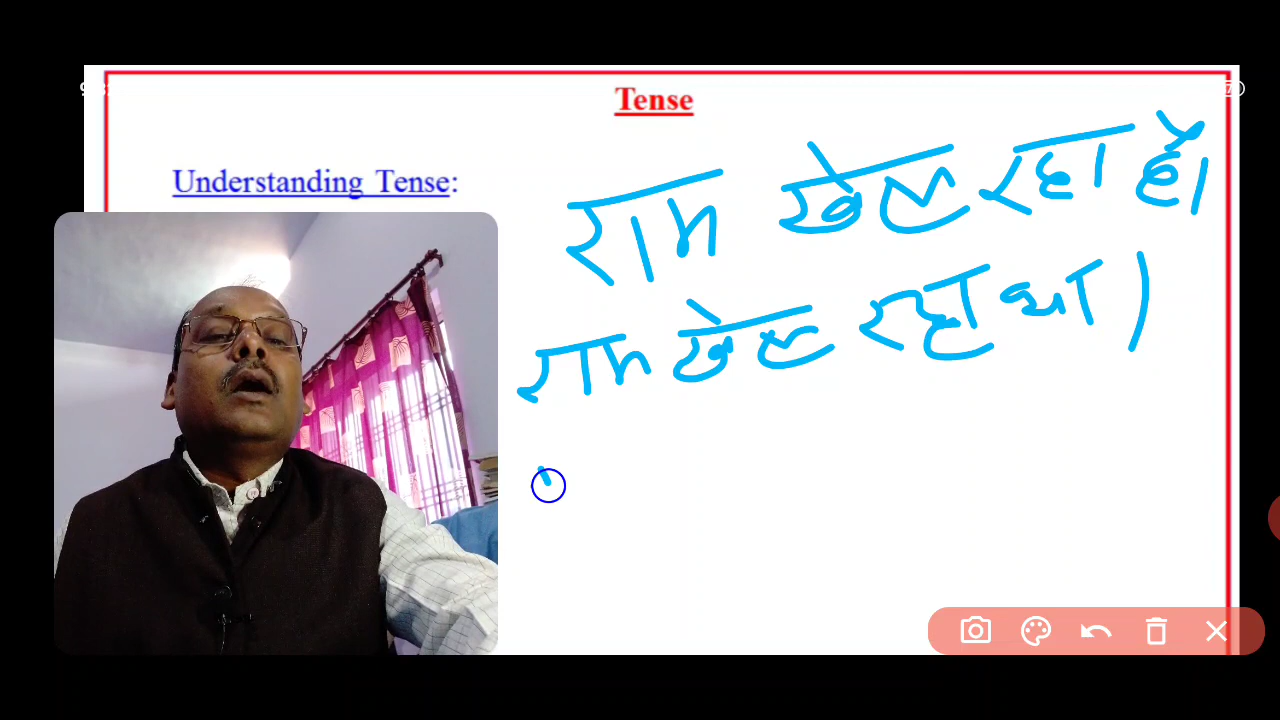 Tense
Understanding Tense:
राम खेल रहा है।
राम खेल रहा था।